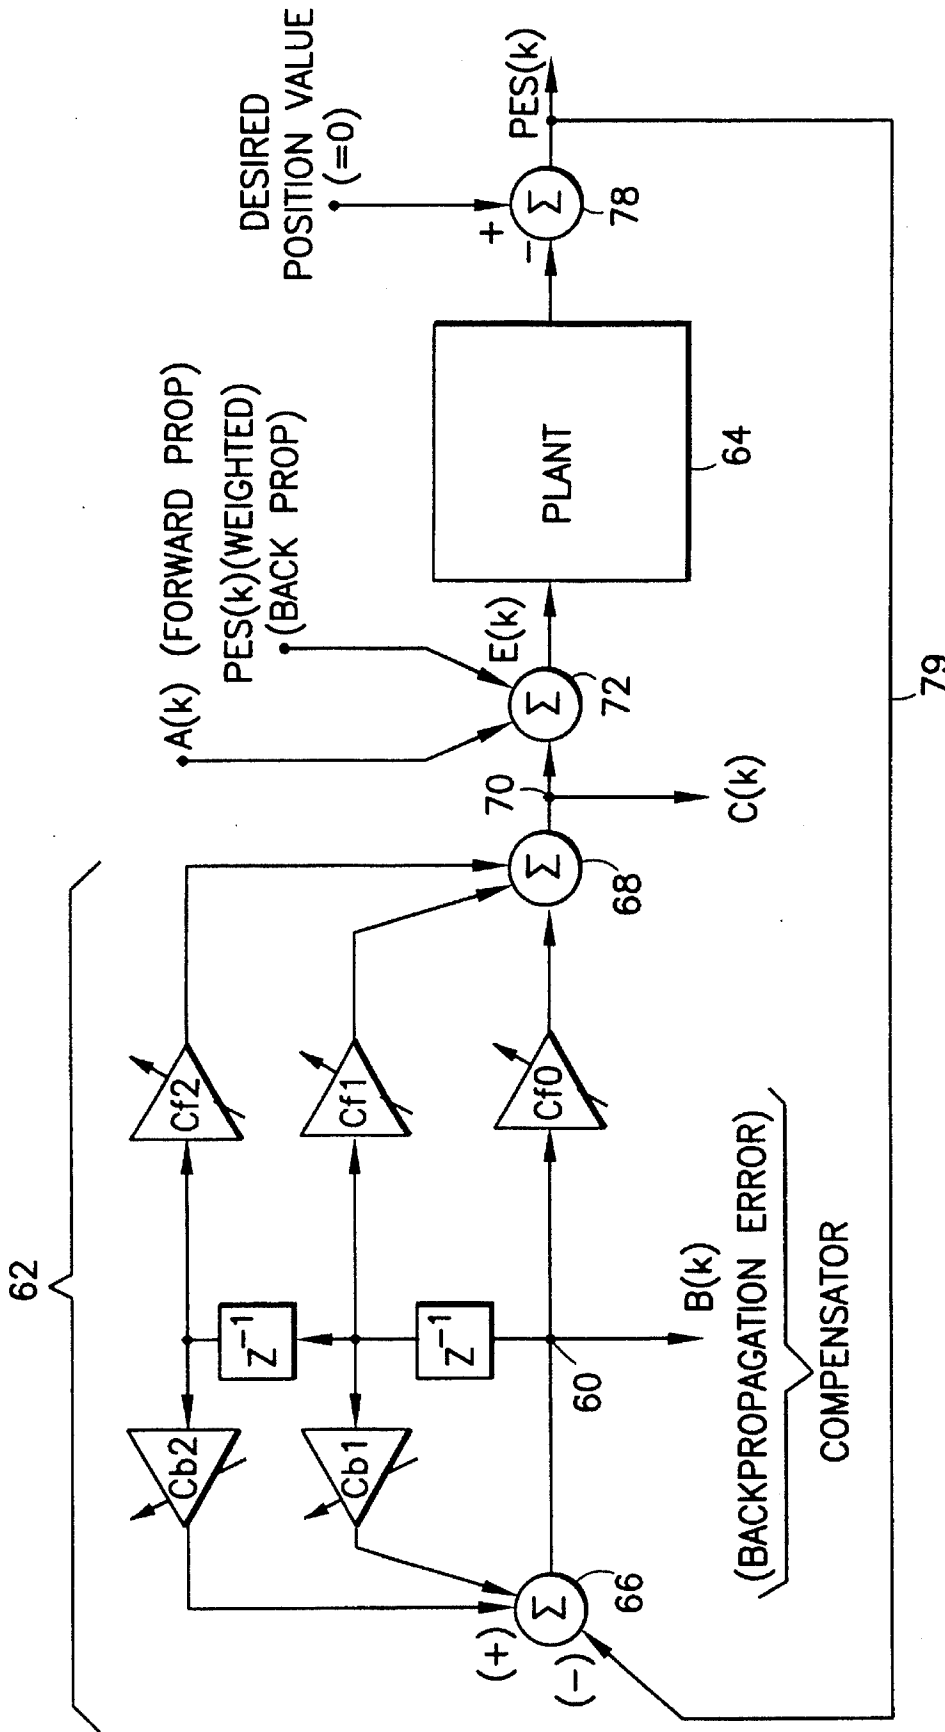 62
Cb2
Z⁻¹
Cf2
Cb1
Z⁻¹
Cf1
(+)
(−)
Σ
66
60
Cf0
Σ
68
70
A(k) (FORWARD PROP)
PES(k)(WEIGHTED)
(BACK PROP)
Σ
72
E(k)
PLANT
64
DESIRED
POSITION VALUE
(=0)
+
−
Σ
78
PES(k)
B(k)
(BACKPROPAGATION ERROR)
COMPENSATOR
C(k)
79